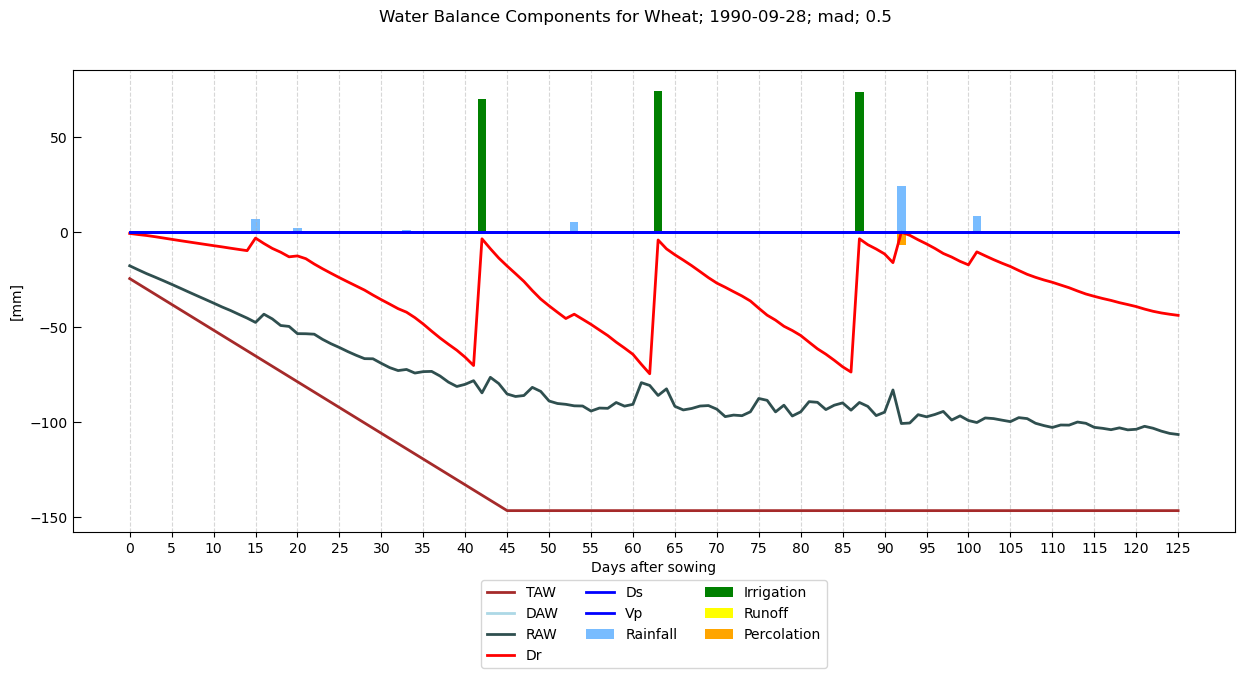 Water Balance Components for Wheat; 1990-09-28; mad; 0.5
[mm]
50
0
−50
−100
−150
0 5 10 15 20 25 30 35 40 45 50 55 60 65 70 75 80 85 90 95 100 105 110 115 120 125
Days after sowing
TAW Ds Irrigation
DAW Vp Runoff
RAW Rainfall Percolation
Dr